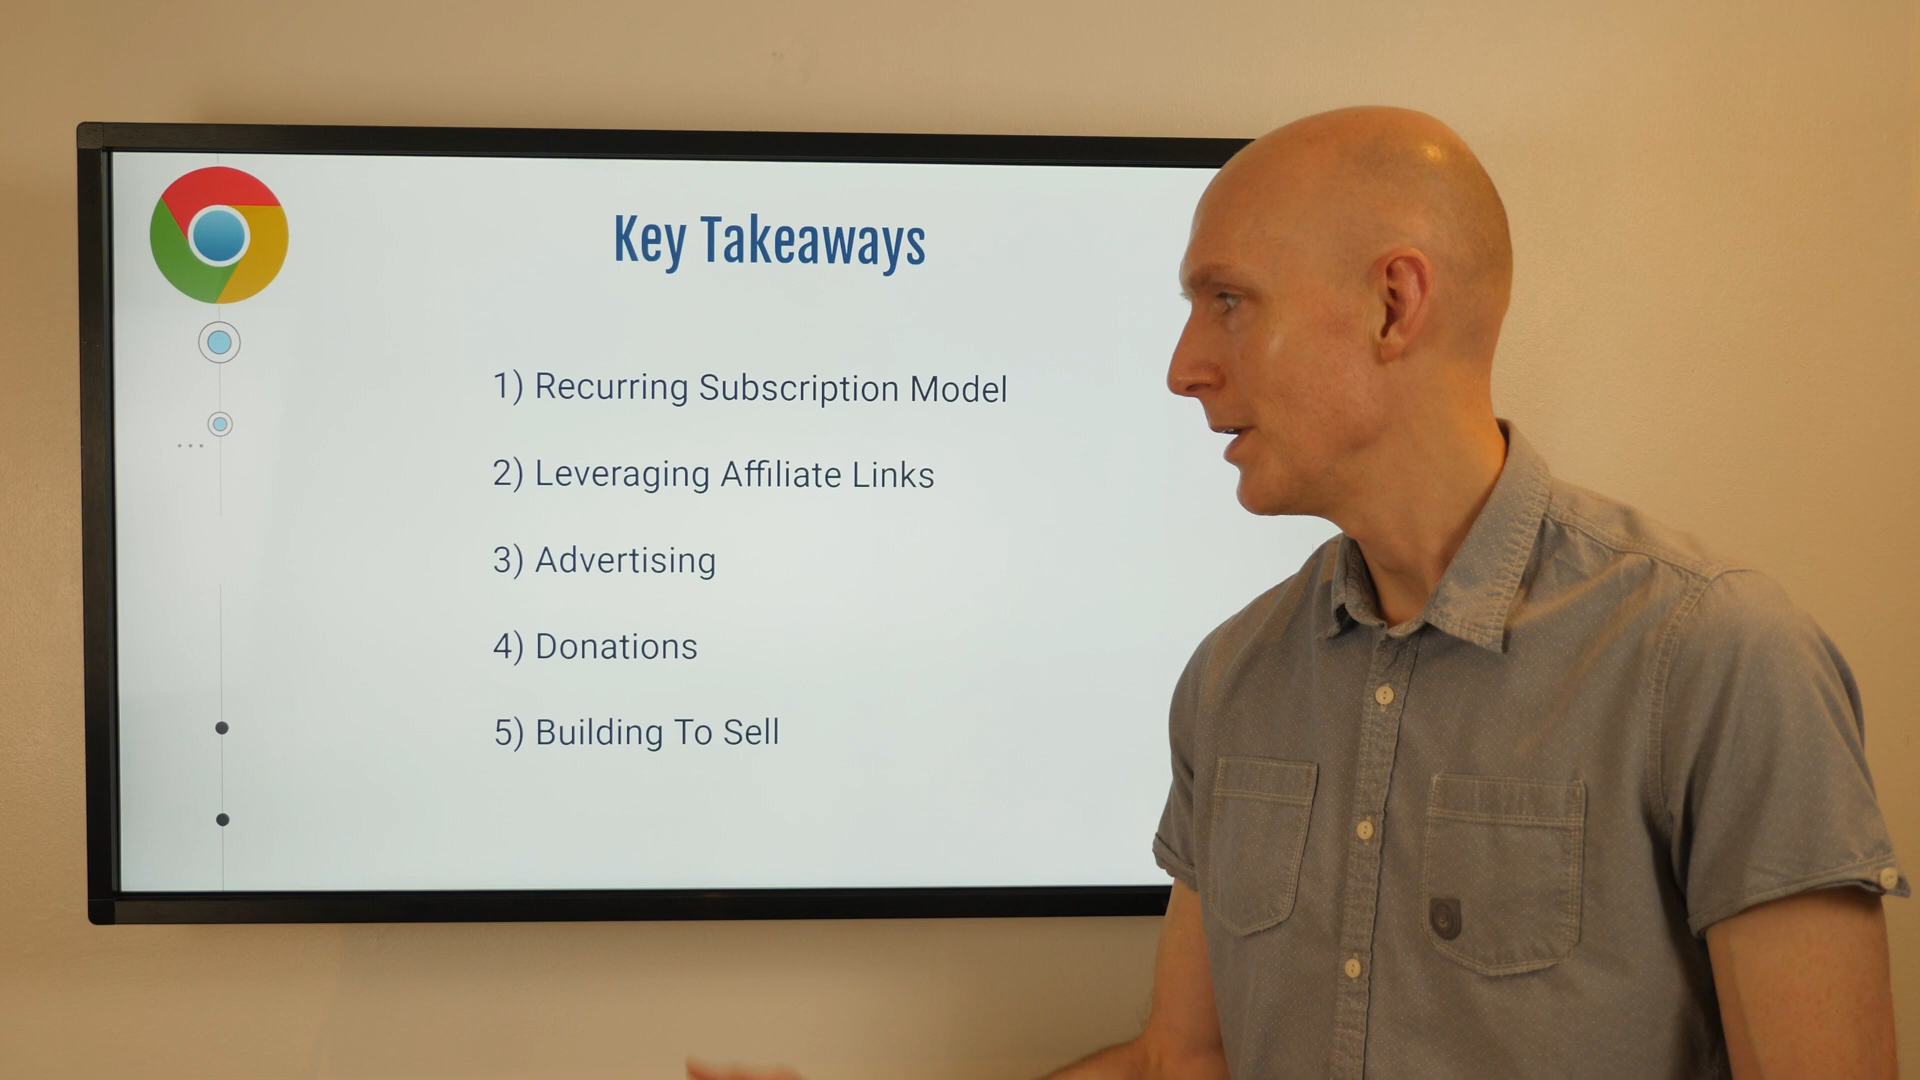 Key Takeaways
1) Recurring Subscription Model
2) Leveraging Affiliate Links
3) Advertising
4) Donations
5) Building To Sell